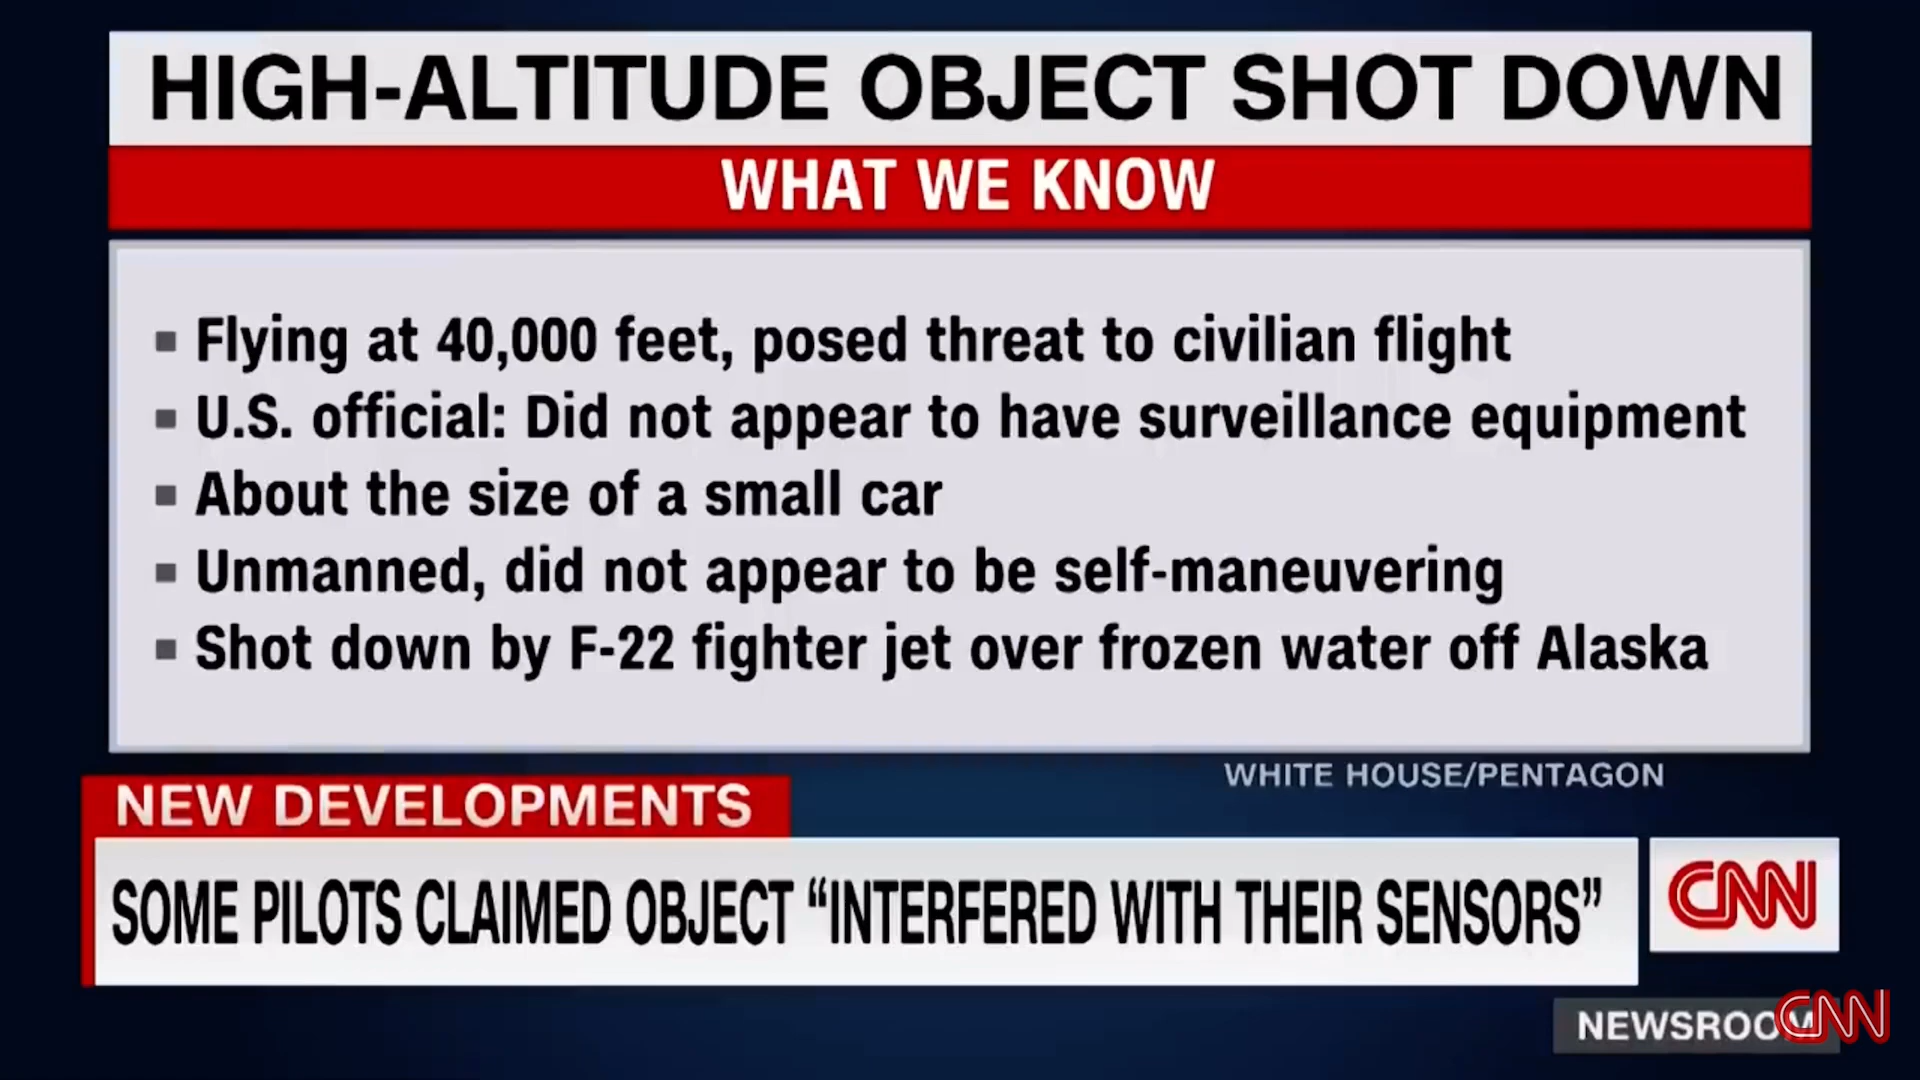 HIGH-ALTITUDE OBJECT SHOT DOWN
WHAT WE KNOW
▪ Flying at 40,000 feet, posed threat to civilian flight
▪ U.S. official: Did not appear to have surveillance equipment
▪ About the size of a small car
▪ Unmanned, did not appear to be self-maneuvering
▪ Shot down by F-22 fighter jet over frozen water off Alaska
WHITE HOUSE/PENTAGON
NEW DEVELOPMENTS
SOME PILOTS CLAIMED OBJECT “INTERFERED WITH THEIR SENSORS”
CNN
NEWSROOM
CNN